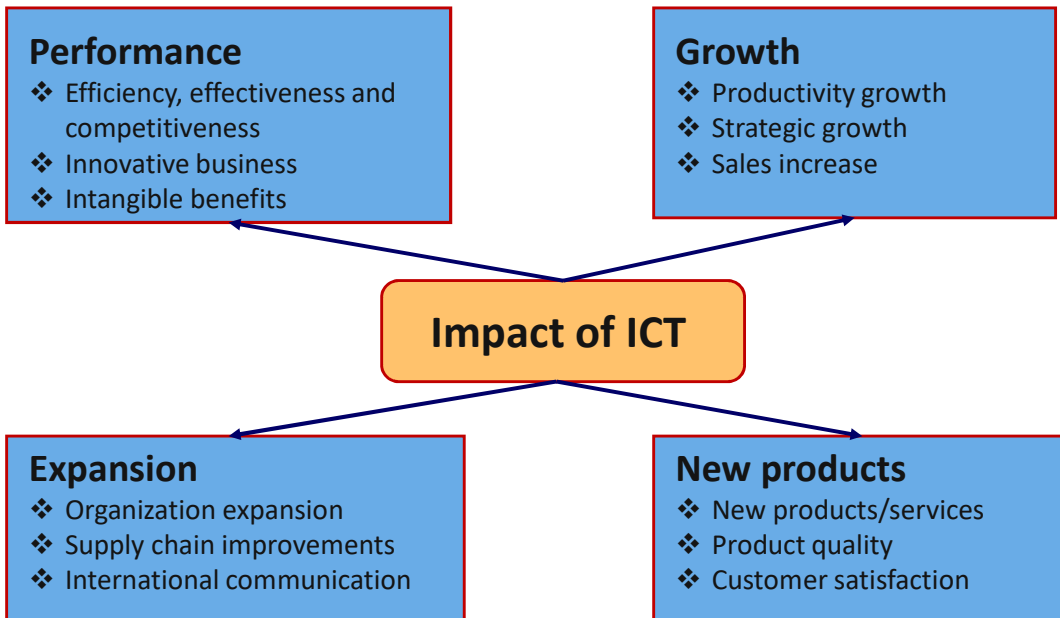 Performance
❖ Efficiency, effectiveness and
competitiveness
❖ Innovative business
❖ Intangible benefits
Growth
❖ Productivity growth
❖ Strategic growth
❖ Sales increase
Impact of ICT
Expansion
❖ Organization expansion
❖ Supply chain improvements
❖ International communication
New products
❖ New products/services
❖ Product quality
❖ Customer satisfaction